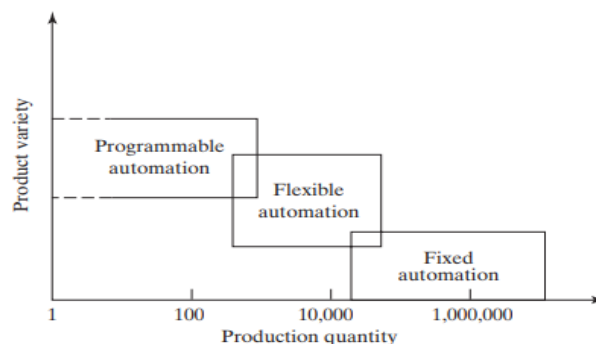 Product variety
Programmable
automation
Flexible
automation
Fixed
automation
1
100
10,000
1,000,000
Production quantity